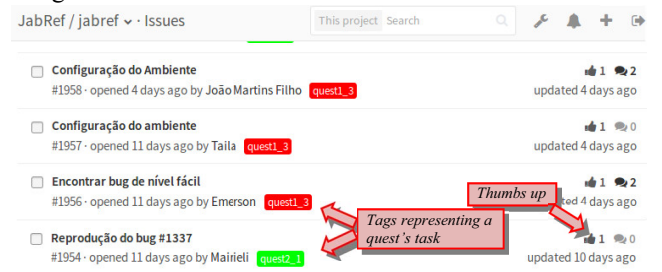 JabRef / jabref · Issues
This project Search
Configuração do Ambiente
1
2
#1958 · opened 4 days ago by João Martins Filho quest1_3
updated 4 days ago
Configuração do ambiente
1
0
#1957 · opened 11 days ago by Taila quest1_3
updated 4 days ago
Encontrar bug de nível fácil
1
2
#1956 · opened 11 days ago by Emerson quest1_3
ted 4 days ago
Thumbs up
Tags representing a
quest's task
Reprodução do bug #1337
1
0
#1954 · opened 11 days ago by Mairieli quest2_1
updated 10 days ago